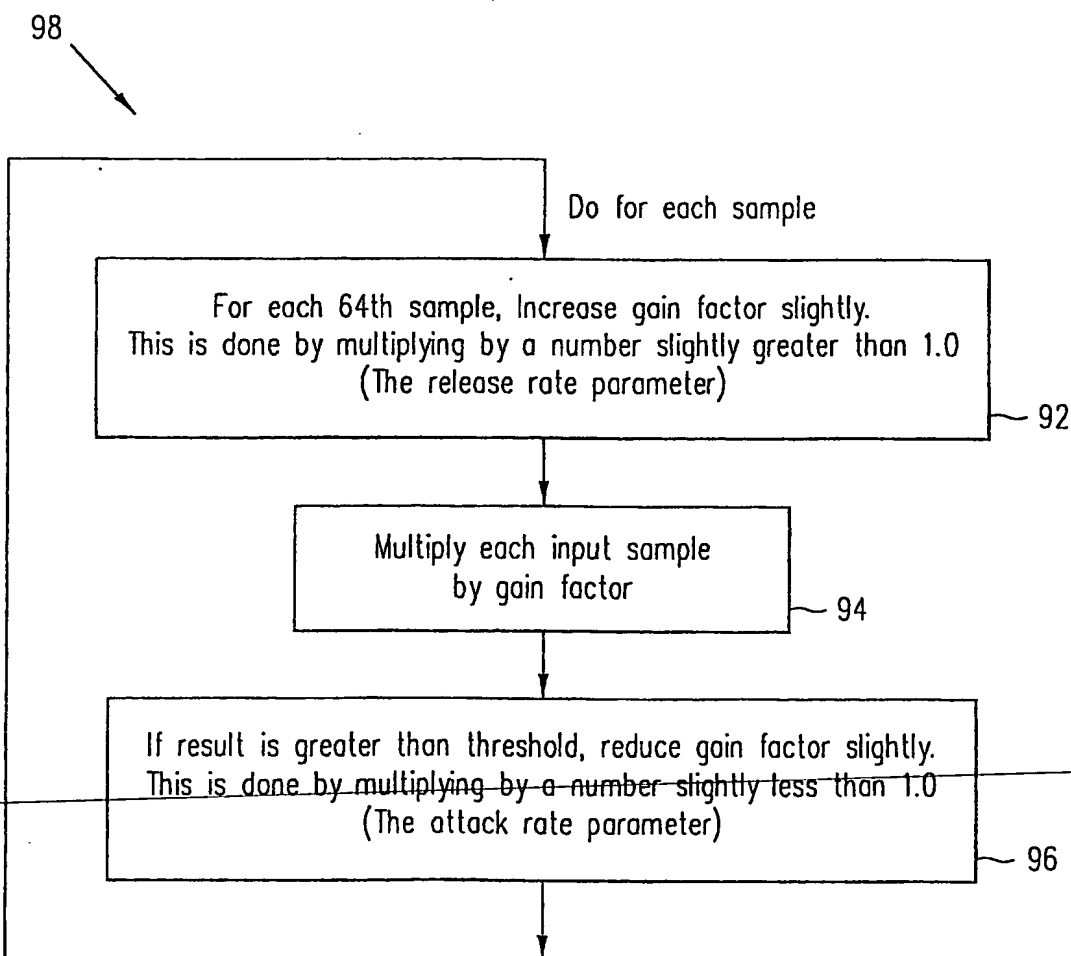 98
Do for each sample
For each 64th sample, Increase gain factor slightly.
This is done by multiplying by a number slightly greater than 1.0
(The release rate parameter)
92
Multiply each input sample
by gain factor
94
If result is greater than threshold, reduce gain factor slightly.
This is done by multiplying by a number slightly less than 1.0
(The attack rate parameter)
96